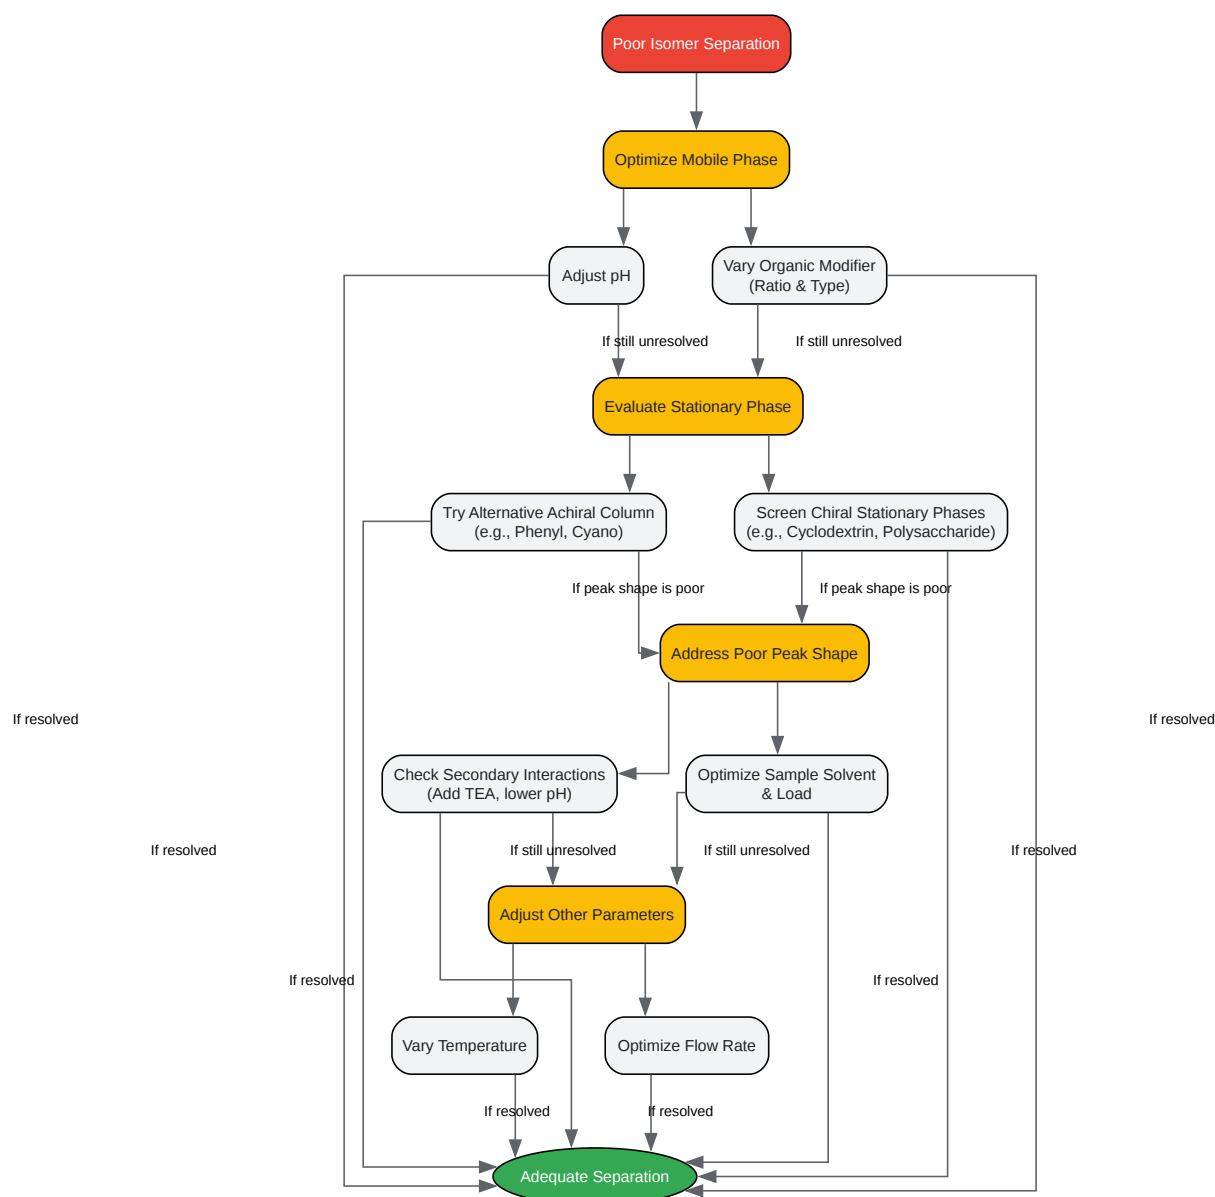 Poor Isomer Separation
Optimize Mobile Phase
Adjust pH
Vary Organic Modifier
(Ratio & Type)
If still unresolved
If still unresolved
Evaluate Stationary Phase
Try Alternative Achiral Column
(e.g., Phenyl, Cyano)
Screen Chiral Stationary Phases
(e.g., Cyclodextrin, Polysaccharide)
If peak shape is poor
If peak shape is poor
Address Poor Peak Shape
If resolved
If resolved
Check Secondary Interactions
(Add TEA, lower pH)
Optimize Sample Solvent
& Load
If resolved
If still unresolved
If still unresolved
If resolved
Adjust Other Parameters
If resolved
If resolved
Vary Temperature
Optimize Flow Rate
If resolved
If resolved
Adequate Separation